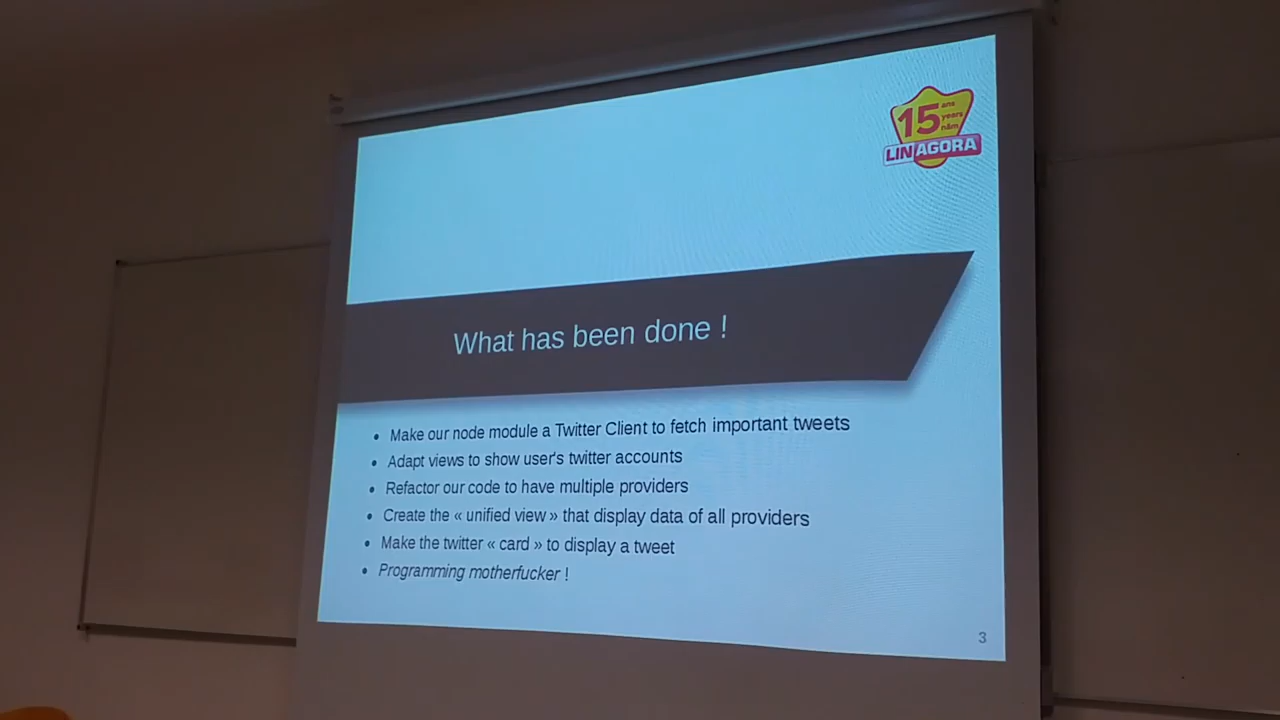 15 ans
years
năm
LINAGORA
What has been done !
• Make our node module a Twitter Client to fetch important tweets
• Adapt views to show user's twitter accounts
• Refactor our code to have multiple providers
• Create the « unified view » that display data of all providers
• Make the twitter « card » to display a tweet
• Programming motherfucker !
3